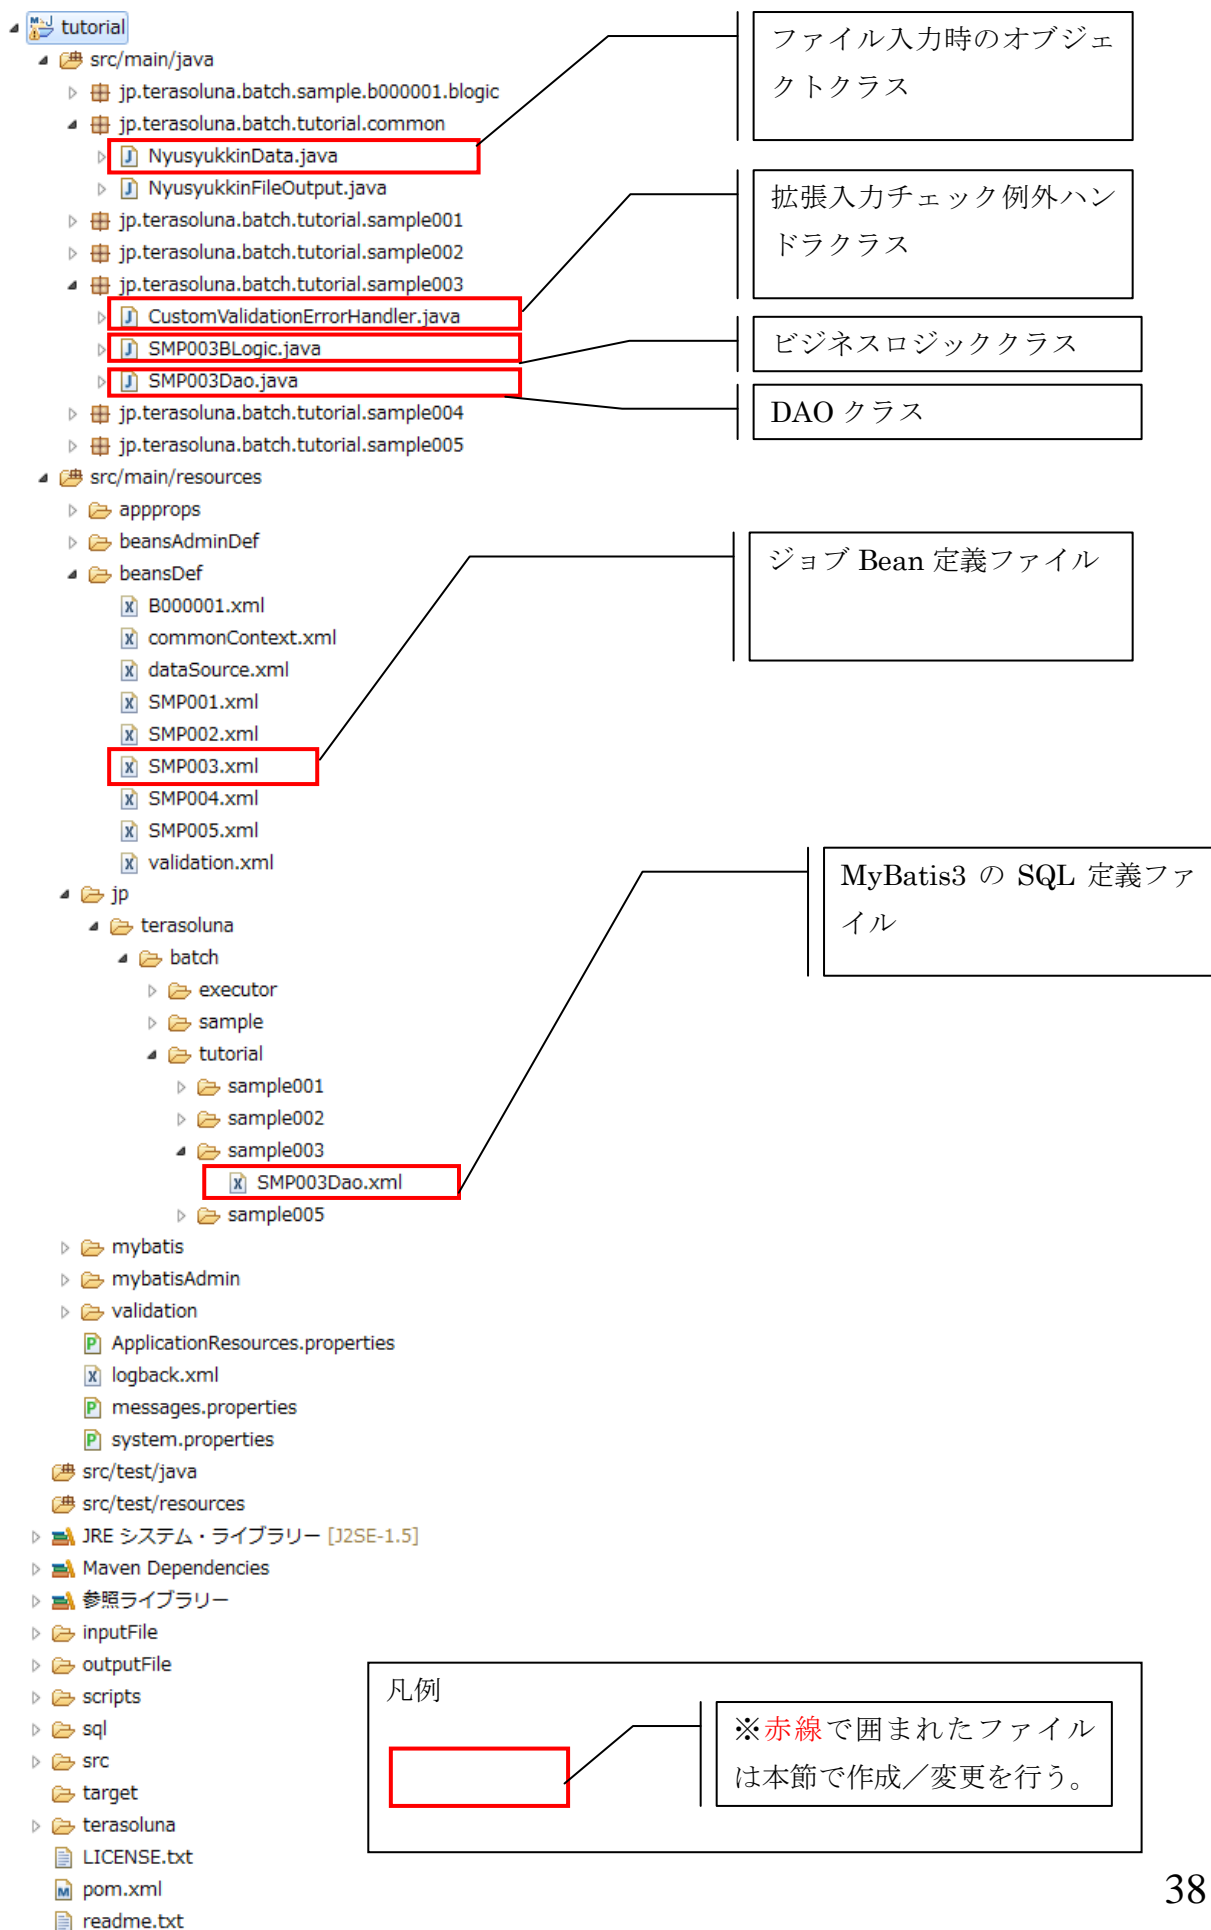 tutorial
src/main/java
jp.terasoluna.batch.sample.b000001.blogic
jp.terasoluna.batch.tutorial.common
NyusyukkinData.java
NyusyukkinFileOutput.java
jp.terasoluna.batch.tutorial.sample001
jp.terasoluna.batch.tutorial.sample002
jp.terasoluna.batch.tutorial.sample003
CustomValidationErrorHandler.java
SMP003BLogic.java
SMP003Dao.java
jp.terasoluna.batch.tutorial.sample004
jp.terasoluna.batch.tutorial.sample005
src/main/resources
appprops
beansAdminDef
beansDef
B000001.xml
commonContext.xml
dataSource.xml
SMP001.xml
SMP002.xml
SMP003.xml
SMP004.xml
SMP005.xml
validation.xml
jp
terasoluna
batch
executor
sample
tutorial
sample001
sample002
sample003
SMP003Dao.xml
sample005
mybatis
mybatisAdmin
validation
ApplicationResources.properties
logback.xml
messages.properties
system.properties
src/test/java
src/test/resources
JRE システム・ライブラリー [J2SE-1.5]
Maven Dependencies
参照ライブラリー
inputFile
outputFile
scripts
sql
src
target
terasoluna
LICENSE.txt
pom.xml
readme.txt
ファイル入力時のオブジェ
クトクラス
拡張入力チェック例外ハン
ドラクラス
ビジネスロジッククラス
DAO クラス
ジョブ Bean 定義ファイル
MyBatis3 の SQL 定義ファ
イル
凡例
※赤線で囲まれたファイル
は本節で作成／変更を行う。
38